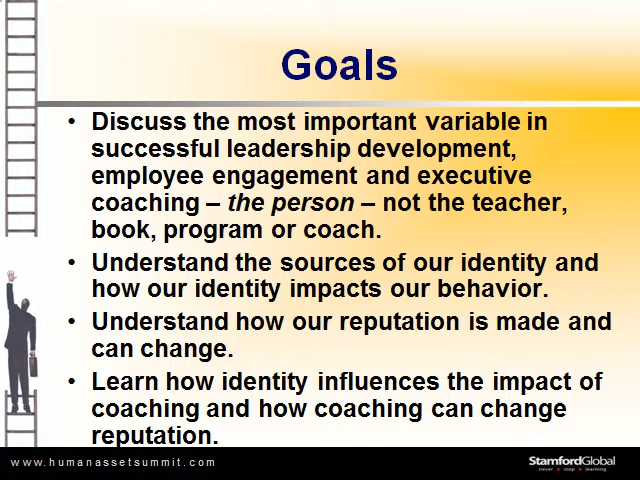 Goals
• Discuss the most important variable in
successful leadership development,
employee engagement and executive
coaching – the person – not the teacher,
book, program or coach.
• Understand the sources of our identity and
how our identity impacts our behavior.
• Understand how our reputation is made and
can change.
• Learn how identity influences the impact of
coaching and how coaching can change
reputation.
www.humanassetsummit.com
StamfordGlobal
never • stop • learning